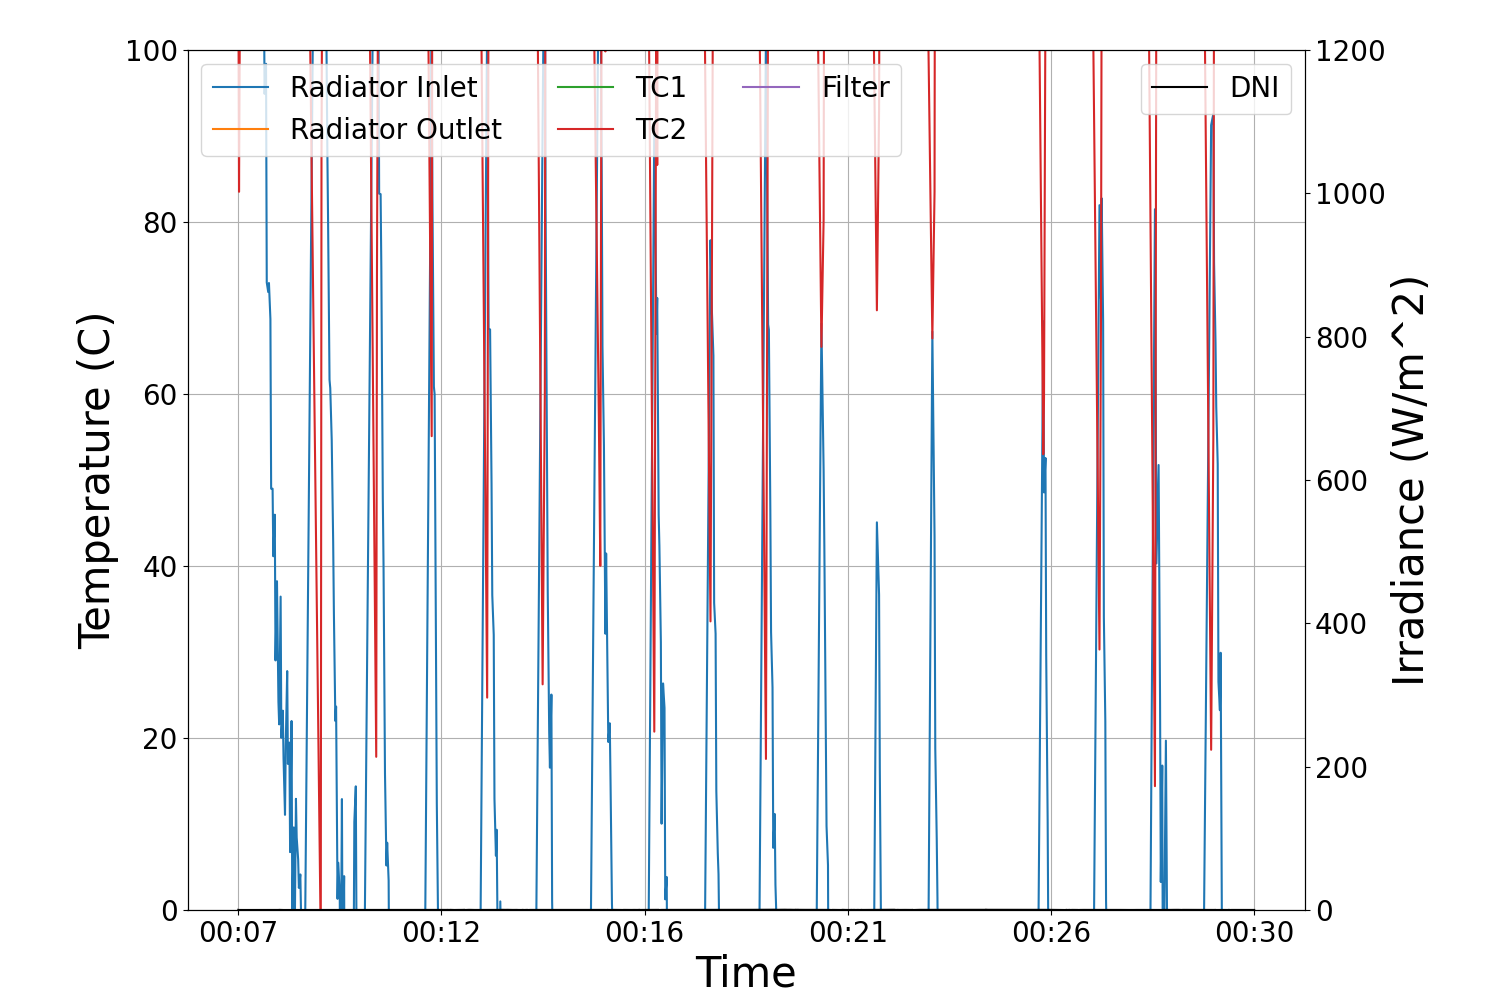 100
80
60
40
20
0
Temperature (C)
Radiator Inlet
Radiator Outlet
TC1
TC2
Filter
DNI
1200
1000
800
600
400
200
0
Irradiance (W/m^2)
00:07 00:12 00:16 00:21 00:26 00:30
Time